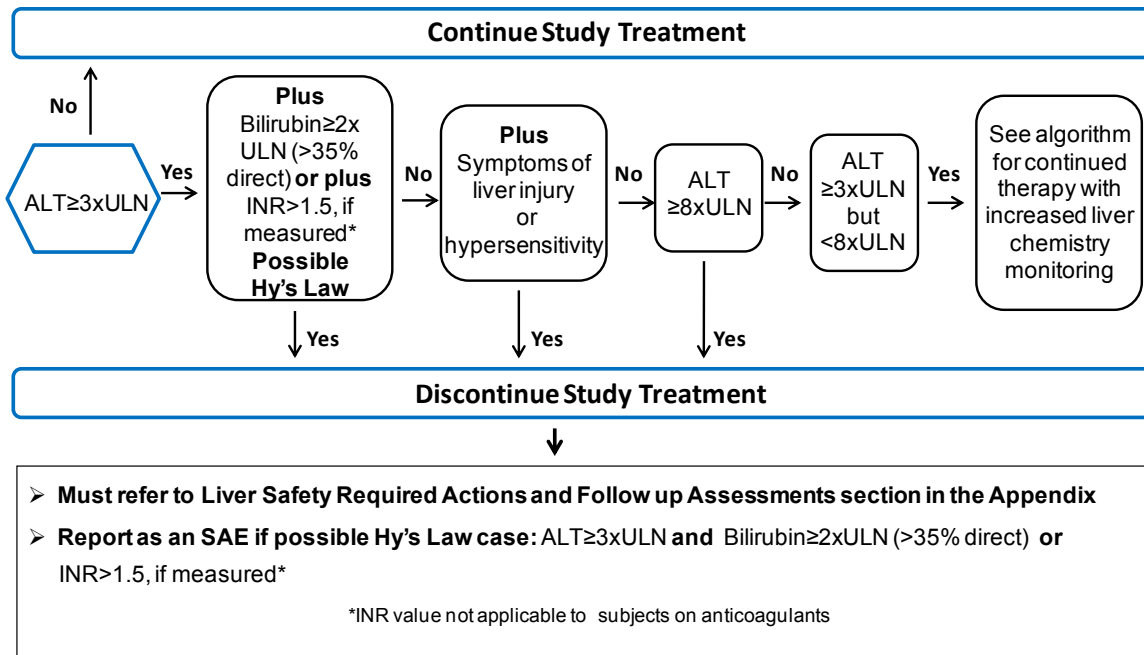 Continue Study Treatment
No
ALT≥3xULN
Yes
Plus
Bilirubin≥2x
ULN (>35%
direct) or plus
INR>1.5, if
measured*
Possible
Hy's Law
No
Plus
Symptoms of
liver injury
or
hypersensitivity
No
ALT
≥8xULN
No
ALT
≥3xULN
but
<8xULN
Yes
See algorithm
for continued
therapy with
increased liver
chemistry
monitoring
Yes
Yes
Yes
Discontinue Study Treatment
➢ Must refer to Liver Safety Required Actions and Follow up Assessments section in the Appendix
➢ Report as an SAE if possible Hy's Law case: ALT≥3xULN and Bilirubin≥2xULN (>35% direct) or
INR>1.5, if measured*
*INR value not applicable to subjects on anticoagulants